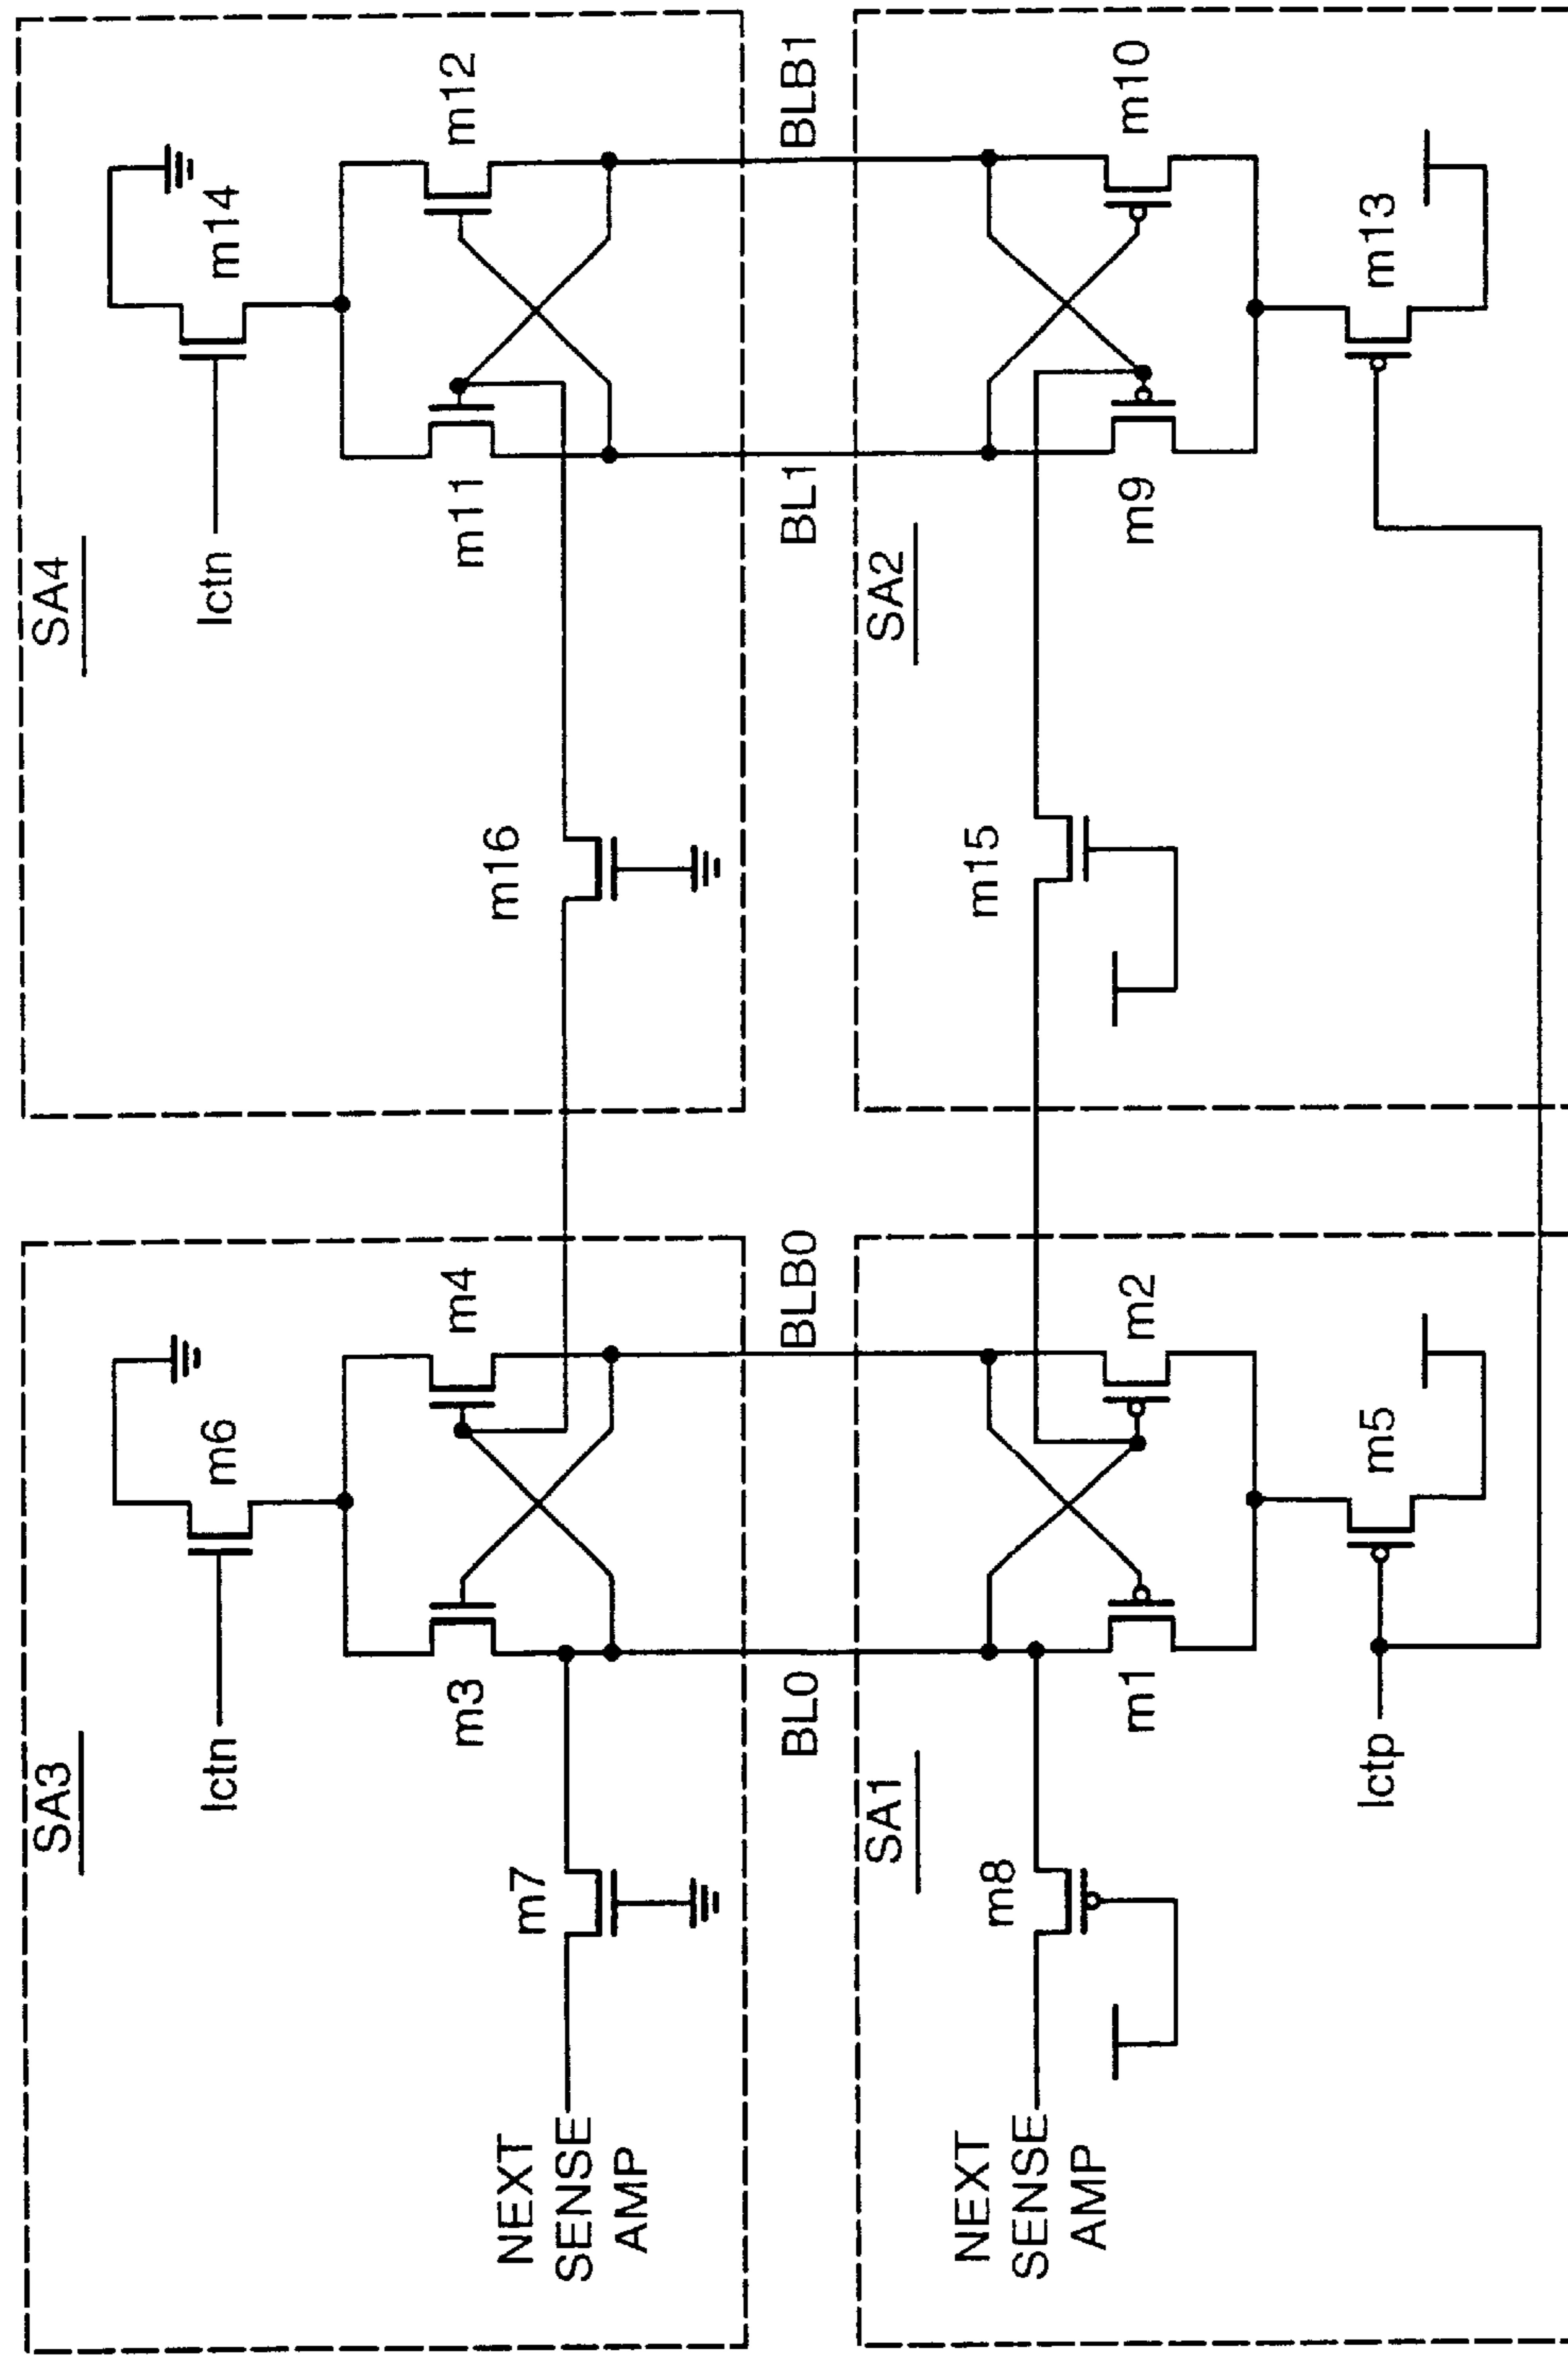 SA3
SA4
lctn
lctn
m6
m14
m3
m4
m11
m12
m7
m16
NEXT
SENSE
AMP
BL0
BLB0
BL1
BLB1
SA1
SA2
m8
m15
NEXT
SENSE
AMP
m1
m2
m9
m10
lctp
m5
m13